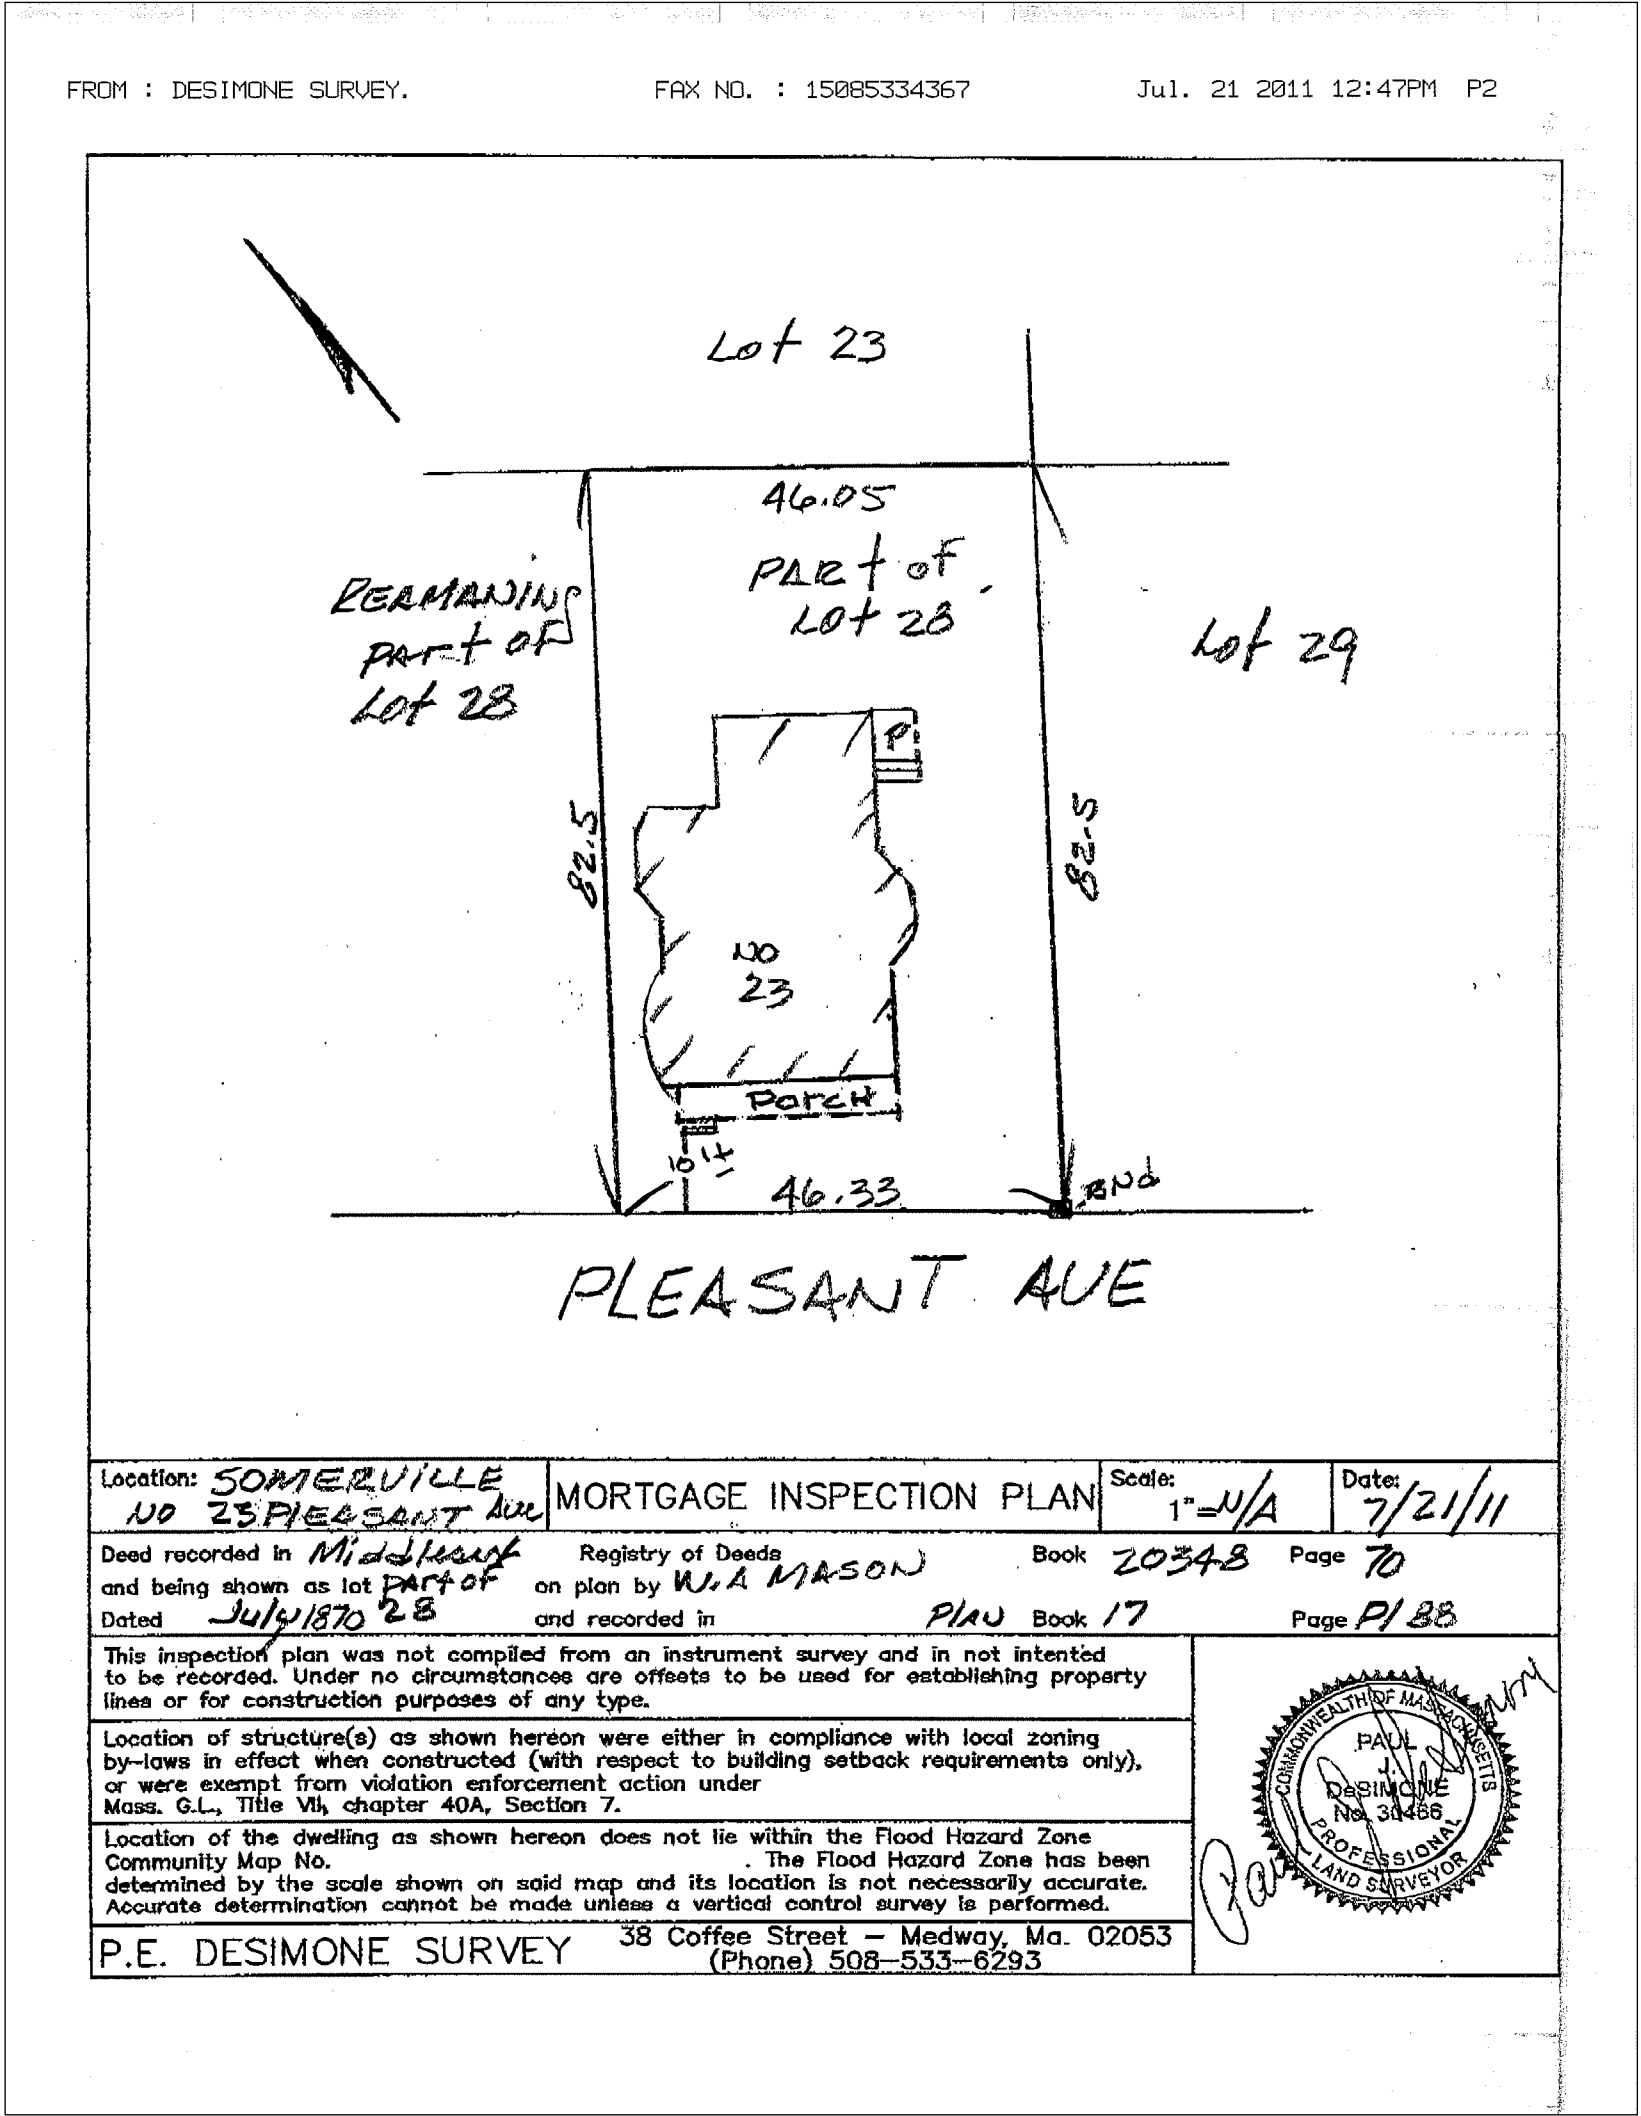 FROM : DESIMONE SURVEY. FAX NO. : 15085334367 Jul. 21 2011 12:47PM P2
Lot 23
46.05
PART of
Lot 28
REAMANING
PART OF
Lot 28
Lot 29
P
82.5
82.5
NO
23
PORCH
10 1±
46.33
BND
PLEASANT AVE
Location: SOMERVILLE
NO 23 PLEASANT AVE
MORTGAGE INSPECTION PLAN
Scale:
1"=N/A
Date:
7/21/11
Deed recorded in Middlesex Registry of Deeds Book 20348 Page 70
and being shown as lot PART OF 28 on plan by W.A MASON
Dated July 1870 and recorded in PLAN Book 17 Page Pl 88
This inspection plan was not compiled from an instrument survey and in not intented
to be recorded. Under no circumstances are offsets to be used for establishing property
lines or for construction purposes of any type.
Location of structure(s) as shown hereon were either in compliance with local zoning
by-laws in effect when constructed (with respect to building setback requirements only),
or were exempt from violation enforcement action under
Mass. G.L., Title VII, chapter 40A, Section 7.
Location of the dwelling as shown hereon does not lie within the Flood Hazard Zone
Community Map No. . The Flood Hazard Zone has been
determined by the scale shown on said map and its location is not necessarily accurate.
Accurate determination cannot be made unless a vertical control survey is performed.
COMMONWEALTH OF MASSACHUSETTS
PAUL
J.
DeSIMONE
No. 30466
PROFESSIONAL
LAND SURVEYOR
P.E. DESIMONE SURVEY
38 Coffee Street – Medway, Ma. 02053
(Phone) 508–533–6293